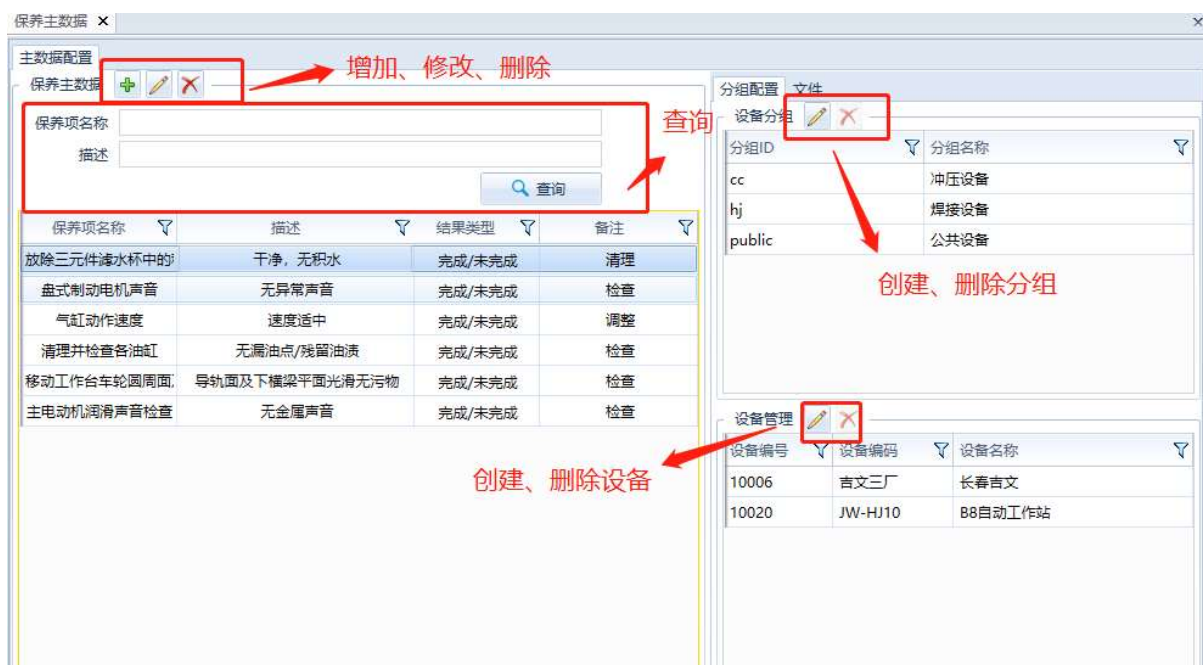 保养主数据
主数据配置
保养主数据
增加、修改、删除
保养项名称
描述
查询
查询
保养项名称 描述 结果类型 备注
放除三元件滤水杯中的 干净，无积水 完成/未完成 清理
盘式制动电机声音 无异常声音 完成/未完成 检查
气缸动作速度 速度适中 完成/未完成 调整
清理并检查各油缸 无漏油点/残留油渍 完成/未完成 检查
移动工作台车轮圆周面 导轨面及下横梁平面光滑无污物 完成/未完成 检查
主电动机润滑声音检查 无金属声音 完成/未完成 检查
分组配置 文件
设备分组
分组ID 分组名称
cc 冲压设备
hj 焊接设备
public 公共设备
创建、删除分组
设备管理
设备编号 设备编码 设备名称
10006 吉文三厂 长春吉文
10020 JW-HJ10 B8自动工作站
创建、删除设备